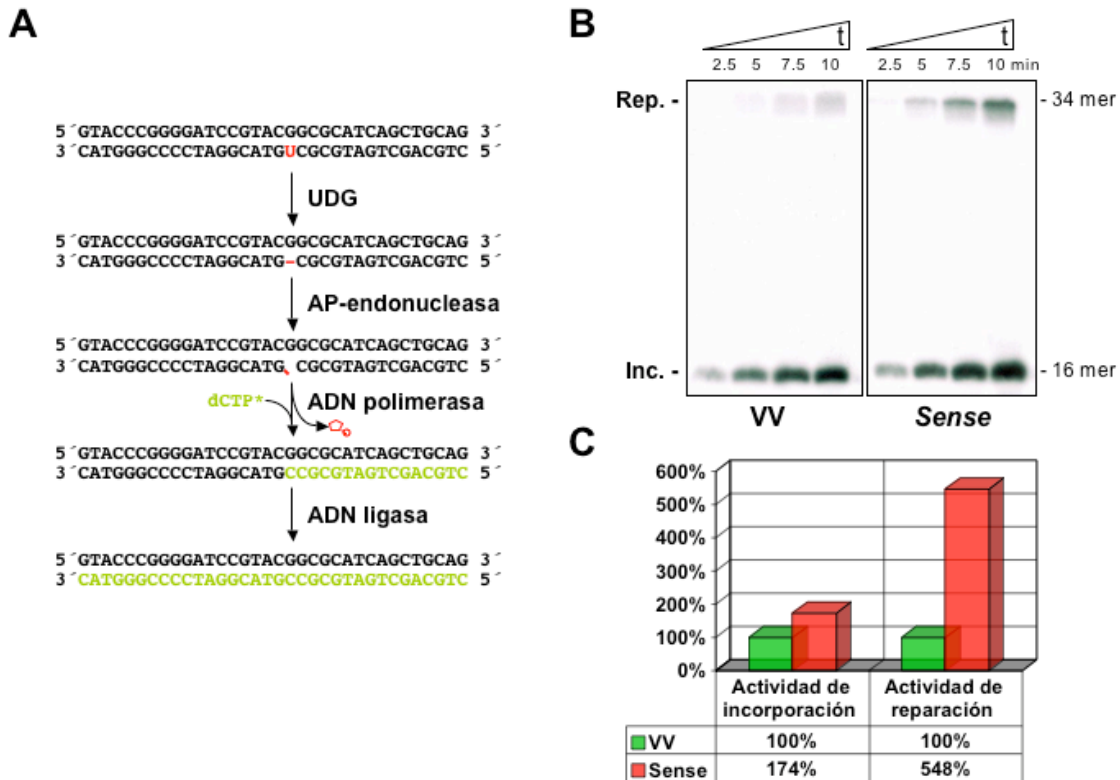 A
5´GTACCCGGGGATCCGTACGGCGCATCAGCTGCAG 3´
3´CATGGGCCCCTAGGCATGUCGCGTAGTCGACGTC 5´
UDG
5´GTACCCGGGGATCCGTACGGCGCATCAGCTGCAG 3´
3´CATGGGCCCCTAGGCATG–CGCGTAGTCGACGTC 5´
AP-endonucleasa
5´GTACCCGGGGATCCGTACGGCGCATCAGCTGCAG 3´
3´CATGGGCCCCTAGGCATG CGCGTAGTCGACGTC 5´
dCTP* ADN polimerasa
5´GTACCCGGGGATCCGTACGGCGCATCAGCTGCAG 3´
3´CATGGGCCCCTAGGCATGCCGCGTAGTCGACGTC 5´
ADN ligasa
5´GTACCCGGGGATCCGTACGGCGCATCAGCTGCAG 3´
3´CATGGGCCCCTAGGCATGCCGCGTAGTCGACGTC 5´
B
t t
2.5 5 7.5 10 2.5 5 7.5 10 min
Rep. - - 34 mer
Inc. - - 16 mer
VV Sense
C
600%
500%
400%
300%
200%
100%
0%
Actividad de incorporación Actividad de reparación
VV 100% 100%
Sense 174% 548%